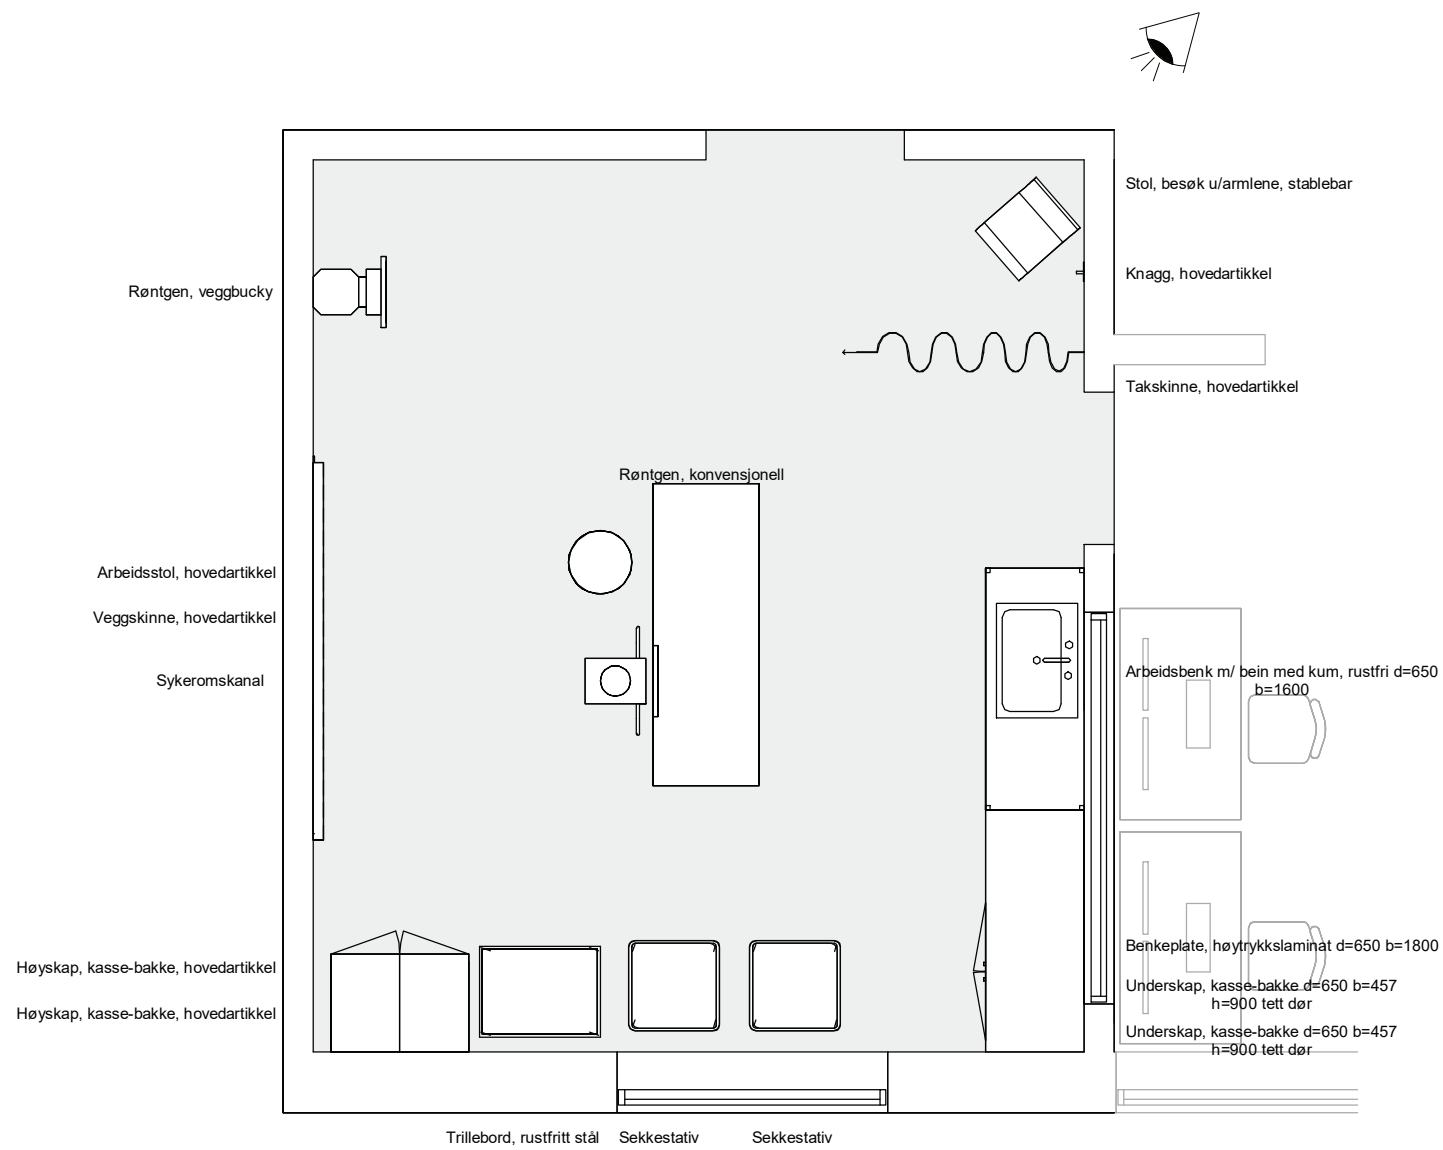 Stol, besøk u/armlene, stablebar
Knagg, hovedartikkel
Røntgen, veggbucky
Takskinne, hovedartikkel
Røntgen, konvensjonell
Arbeidsstol, hovedartikkel
Veggskinne, hovedartikkel
Sykeromskanal
Arbeidsbenk m/ bein med kum, rustfri d=650
b=1600
Benkeplate, høytrykkslaminat d=650 b=1800
Høyskap, kasse-bakke, hovedartikkel
Underskap, kasse-bakke d=650 b=457
h=900 tett dør
Høyskap, kasse-bakke, hovedartikkel
Underskap, kasse-bakke d=650 b=457
h=900 tett dør
Trillebord, rustfritt stål
Sekkestativ
Sekkestativ